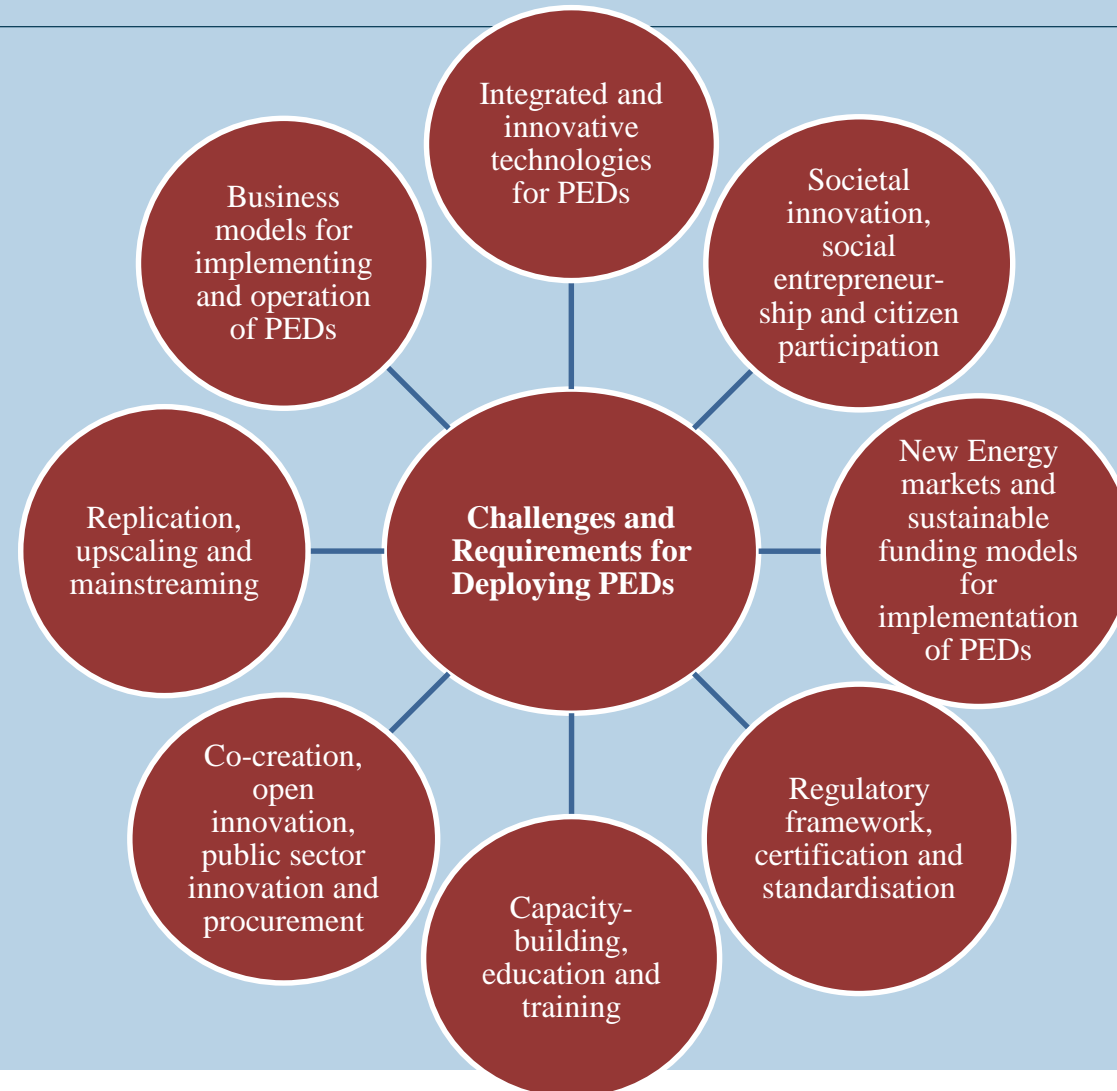 Integrated and
innovative
technologies
for PEDs
Societal
innovation,
social
entrepreneur-
ship and citizen
participation
New Energy
markets and
sustainable
funding models
for
implementation
of PEDs
Regulatory
framework,
certification and
standardisation
Capacity-
building,
education and
training
Co-creation,
open
innovation,
public sector
innovation and
procurement
Replication,
upscaling and
mainstreaming
Business
models for
implementing
and operation
of PEDs
Challenges and
Requirements for
Deploying PEDs